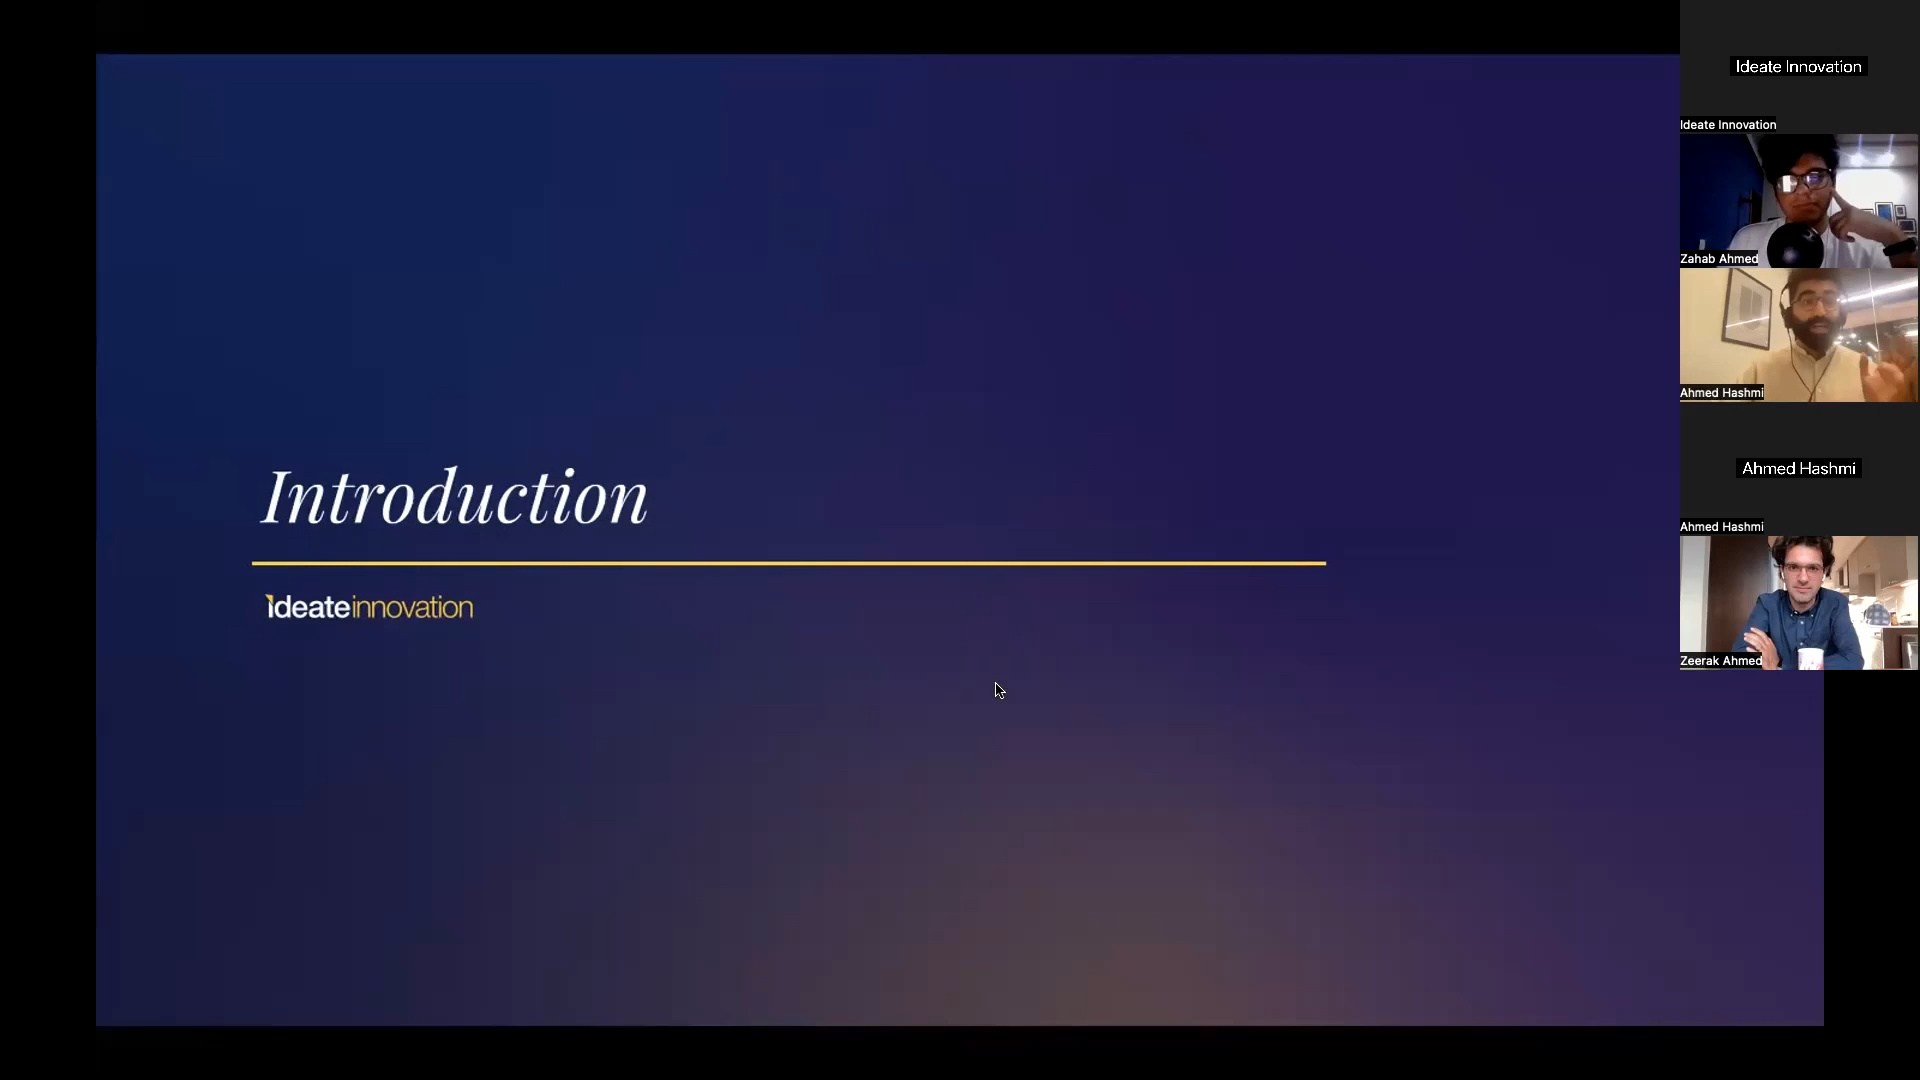 Introduction
ideateinnovation
Ideate Innovation
Ideate Innovation
Zahab Ahmed
Ahmed Hashmi
Ahmed Hashmi
Ahmed Hashmi
Zeerak Ahmed